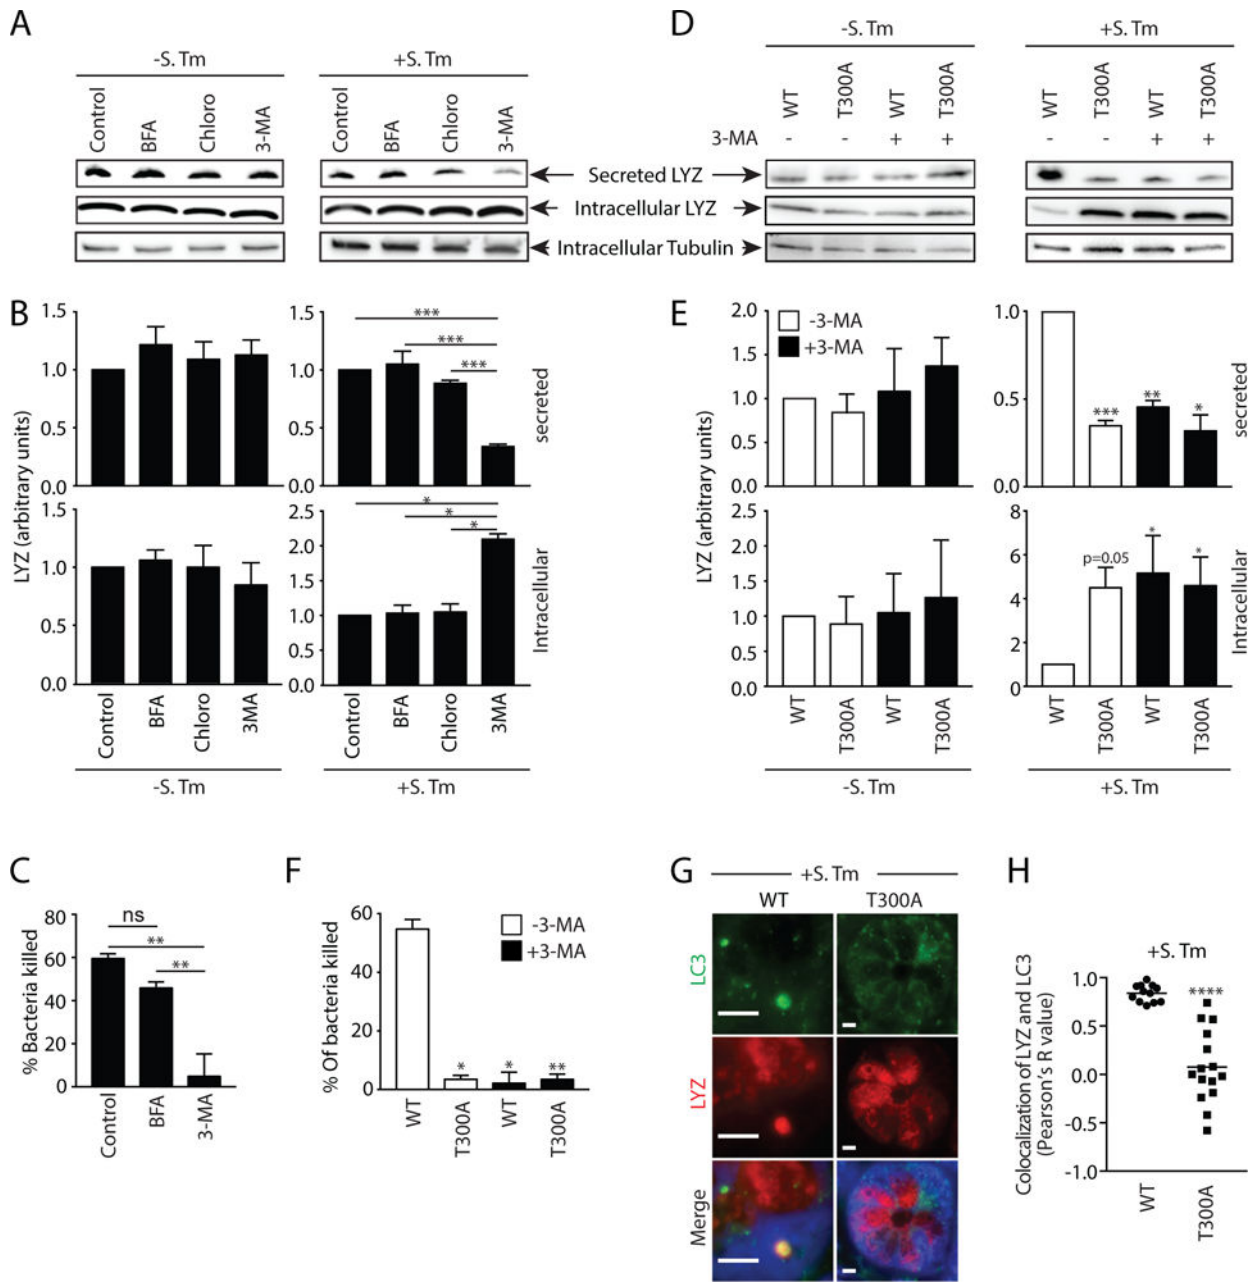 A
-S. Tm
+S. Tm
Control
BFA
Chloro
3-MA
Control
BFA
Chloro
3-MA
Secreted LYZ
Intracellular LYZ
Intracellular Tubulin
D
-S. Tm
+S. Tm
WT
T300A
WT
T300A
WT
T300A
WT
T300A
3-MA
- - + +
- - + +
B
LYZ (arbitrary units)
1.5
1.0
0.5
0.0
1.5
1.0
0.5
0.0
***
***
***
secreted
1.5
1.0
0.5
0.0
2.5
2.0
1.5
1.0
0.5
0.0
*
*
*
Intracellular
Control
BFA
Chloro
3MA
Control
BFA
Chloro
3MA
-S. Tm
+S. Tm
E
LYZ (arbitrary units)
-3-MA
+3-MA
2.0
1.5
1.0
0.5
0.0
1.0
0.5
0.0
***
**
*
secreted
2.5
2.0
1.5
1.0
0.5
0.0
8
6
4
2
0
p=0.05
*
*
Intracellular
WT
T300A
WT
T300A
WT
T300A
WT
T300A
-S. Tm
+S. Tm
C
% Bacteria killed
80
60
40
20
0
ns
**
**
Control
BFA
3-MA
F
% Of bacteria killed
60
40
20
0
-3-MA
+3-MA
*
*
**
WT
T300A
WT
T300A
G
+S. Tm
WT
T300A
LC3
LYZ
Merge
H
+S. Tm
Colocalization of LYZ and LC3
(Pearson's R value)
1.0
0.5
0.0
-0.5
-1.0
****
WT
T300A